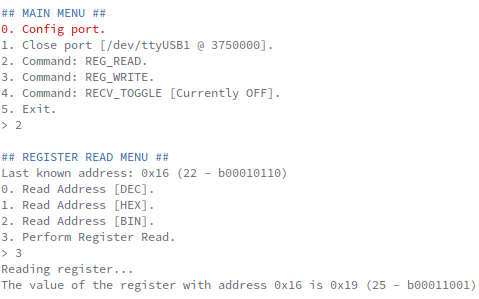 ## MAIN MENU ##
0. Config port.
1. Close port [/dev/ttyUSB1 @ 3750000].
2. Command: REG_READ.
3. Command: REG_WRITE.
4. Command: RECV_TOGGLE [Currently OFF].
5. Exit.
> 2

## REGISTER READ MENU ##
Last known address: 0x16 (22 – b00010110)
0. Read Address [DEC].
1. Read Address [HEX].
2. Read Address [BIN].
3. Perform Register Read.
> 3
Reading register...
The value of the register with address 0x16 is 0x19 (25 – b00011001)